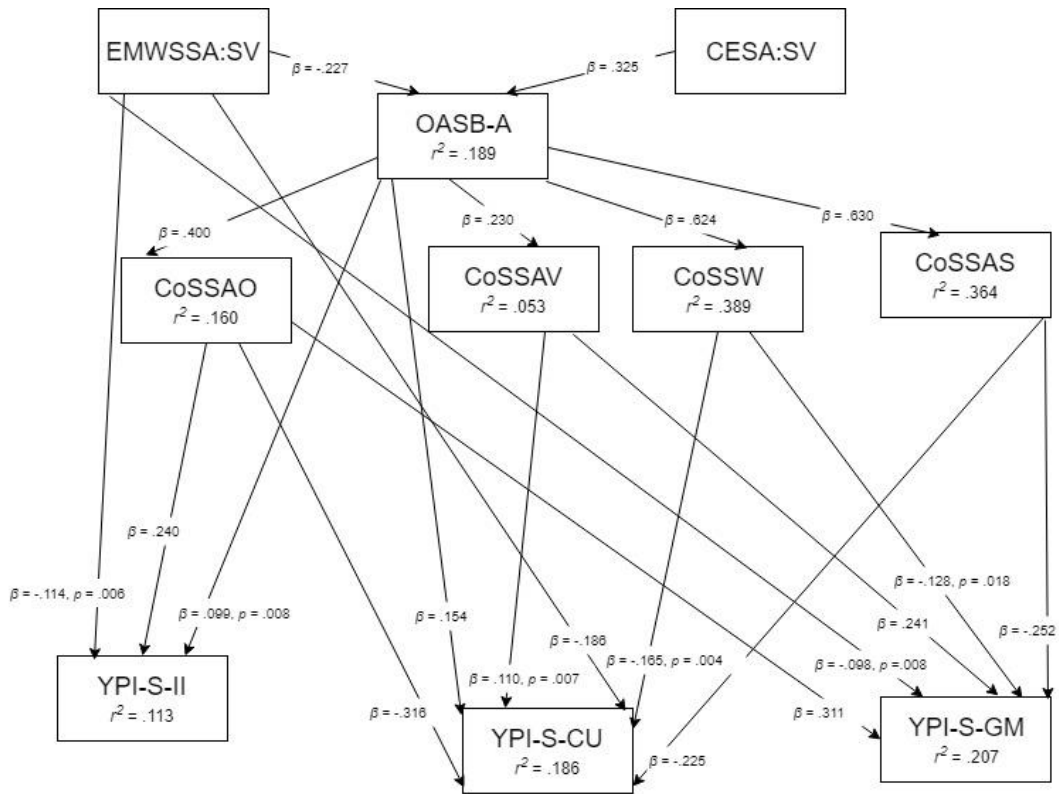 EMWSSA:SV
CESA:SV
β = -.227
β = .325
OASB-A
r² = .189
β = .400
β = .230
β = .624
β = .630
CoSSAO
r² = .160
CoSSAV
r² = .053
CoSSW
r² = .389
CoSSAS
r² = .364
β = .240
β = -.114, p = .006
β = .099, p = .008
β = .154
β = -.186
β = -.128, p = .018
β = .241
β = -.252
β = -.165, p = .004
β = -.098, p = .008
β = .110, p = .007
β = -.316
β = .311
β = -.225
YPI-S-II
r² = .113
YPI-S-CU
r² = .186
YPI-S-GM
r² = .207